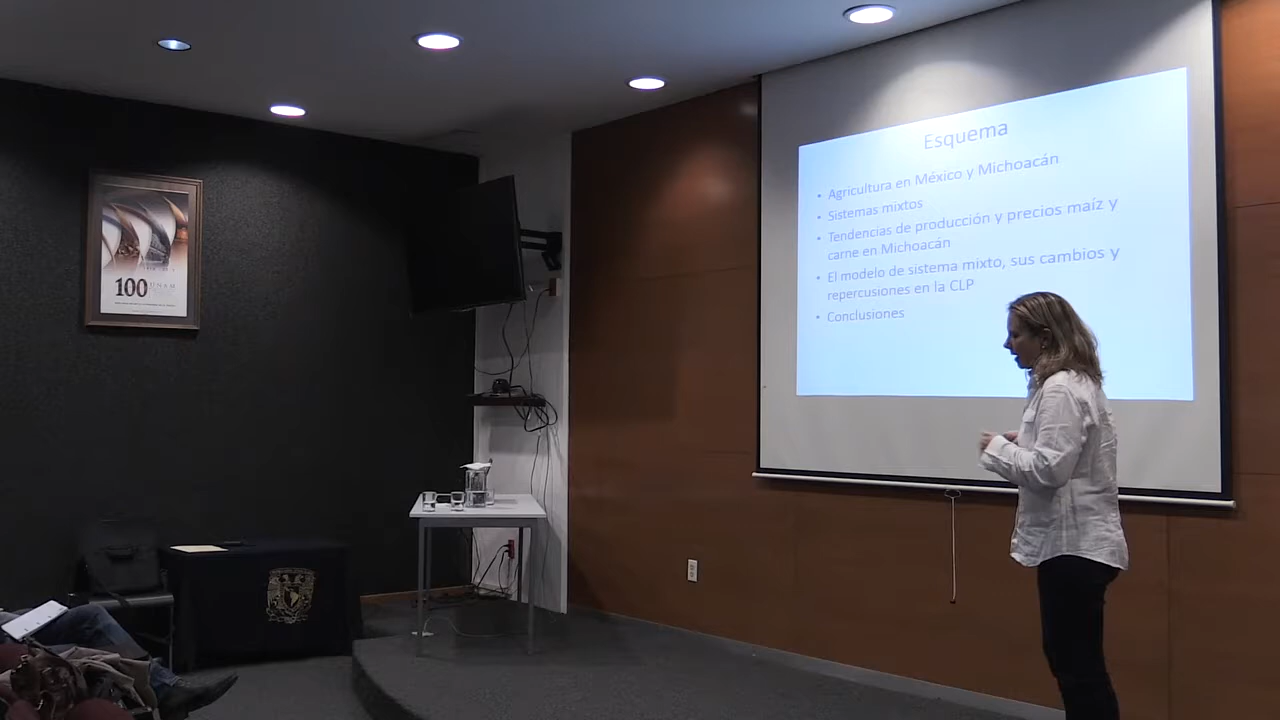 Esquema
• Agricultura en México y Michoacán
• Sistemas mixtos
• Tendencias de producción y precios maíz y
carne en Michoacán
• El modelo de sistema mixto, sus cambios y
repercusiones en la CLP
• Conclusiones
100 UNAM